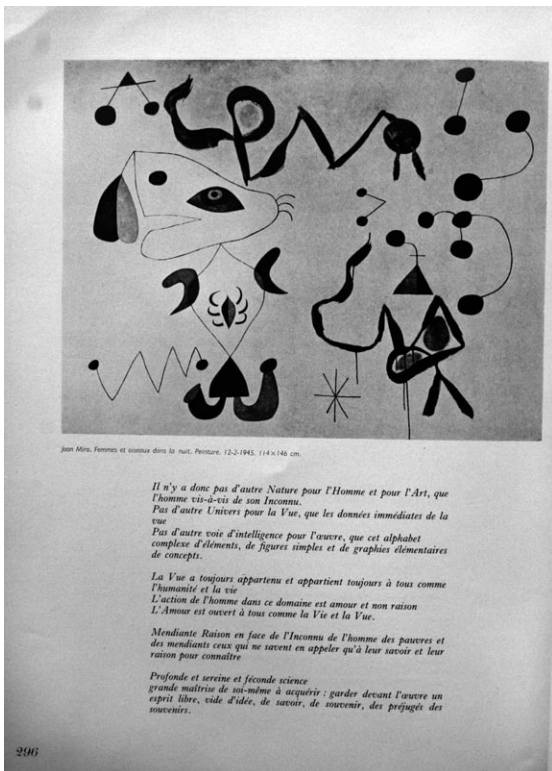 Joan Miro. Femmes et oiseaux dans la nuit. Peinture. 12-2-1945. 114×146 cm.
Il n'y a donc pas d'autre Nature pour l'Homme et pour l'Art, que
l'homme vis-à-vis de son Inconnu.
Pas d'autre Univers pour la Vue, que les données immédiates de la
vue
Pas d'autre voie d'intelligence pour l'œuvre, que cet alphabet
complexe d'éléments, de figures simples et de graphies élémentaires
de concepts.
La Vue a toujours appartenu et appartient toujours à tous comme
l'humanité et la vie
L'action de l'homme dans ce domaine est amour et non raison
L'Amour est ouvert à tous comme la Vie et la Vue.
Mendiante Raison en face de l'Inconnu de l'homme des pauvres et
des mendiants ceux qui ne savent en appeler qu'à leur savoir et leur
raison pour connaître
Profonde et sereine et féconde science
grande maîtrise de soi-même à acquérir : garder devant l'œuvre un
esprit libre, vide d'idée, de savoir, de souvenir, des préjugés des
souvenirs.
296